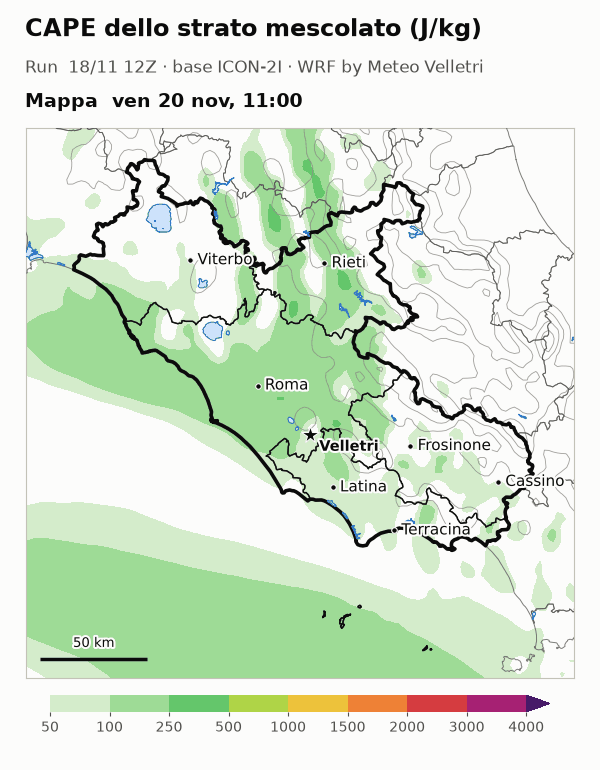 CAPE dello strato mescolato (J/kg)
Run 18/11 12Z · base ICON-2I · WRF by Meteo Velletri
Mappa ven 20 nov, 11:00
Viterbo
Rieti
Roma
Velletri
Frosinone
Cassino
Latina
Terracina
50 km
50 100 250 500 1000 1500 2000 3000 4000